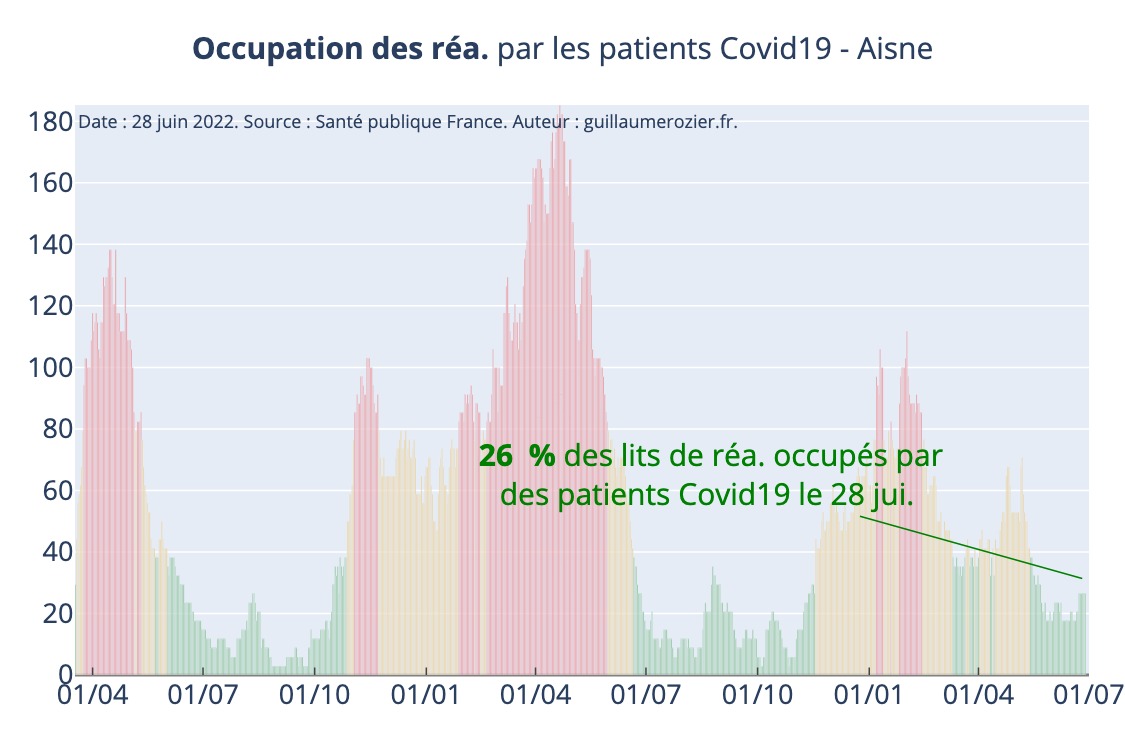 Occupation des réa. par les patients Covid19 - Aisne
180
Date : 28 juin 2022. Source : Santé publique France. Auteur : guillaumerozier.fr.
160
140
120
100
80
26 % des lits de réa. occupés par
des patients Covid19 le 28 jui.
60
40
20
0
01/04 01/07 01/10 01/01 01/04 01/07 01/10 01/01 01/04 01/07